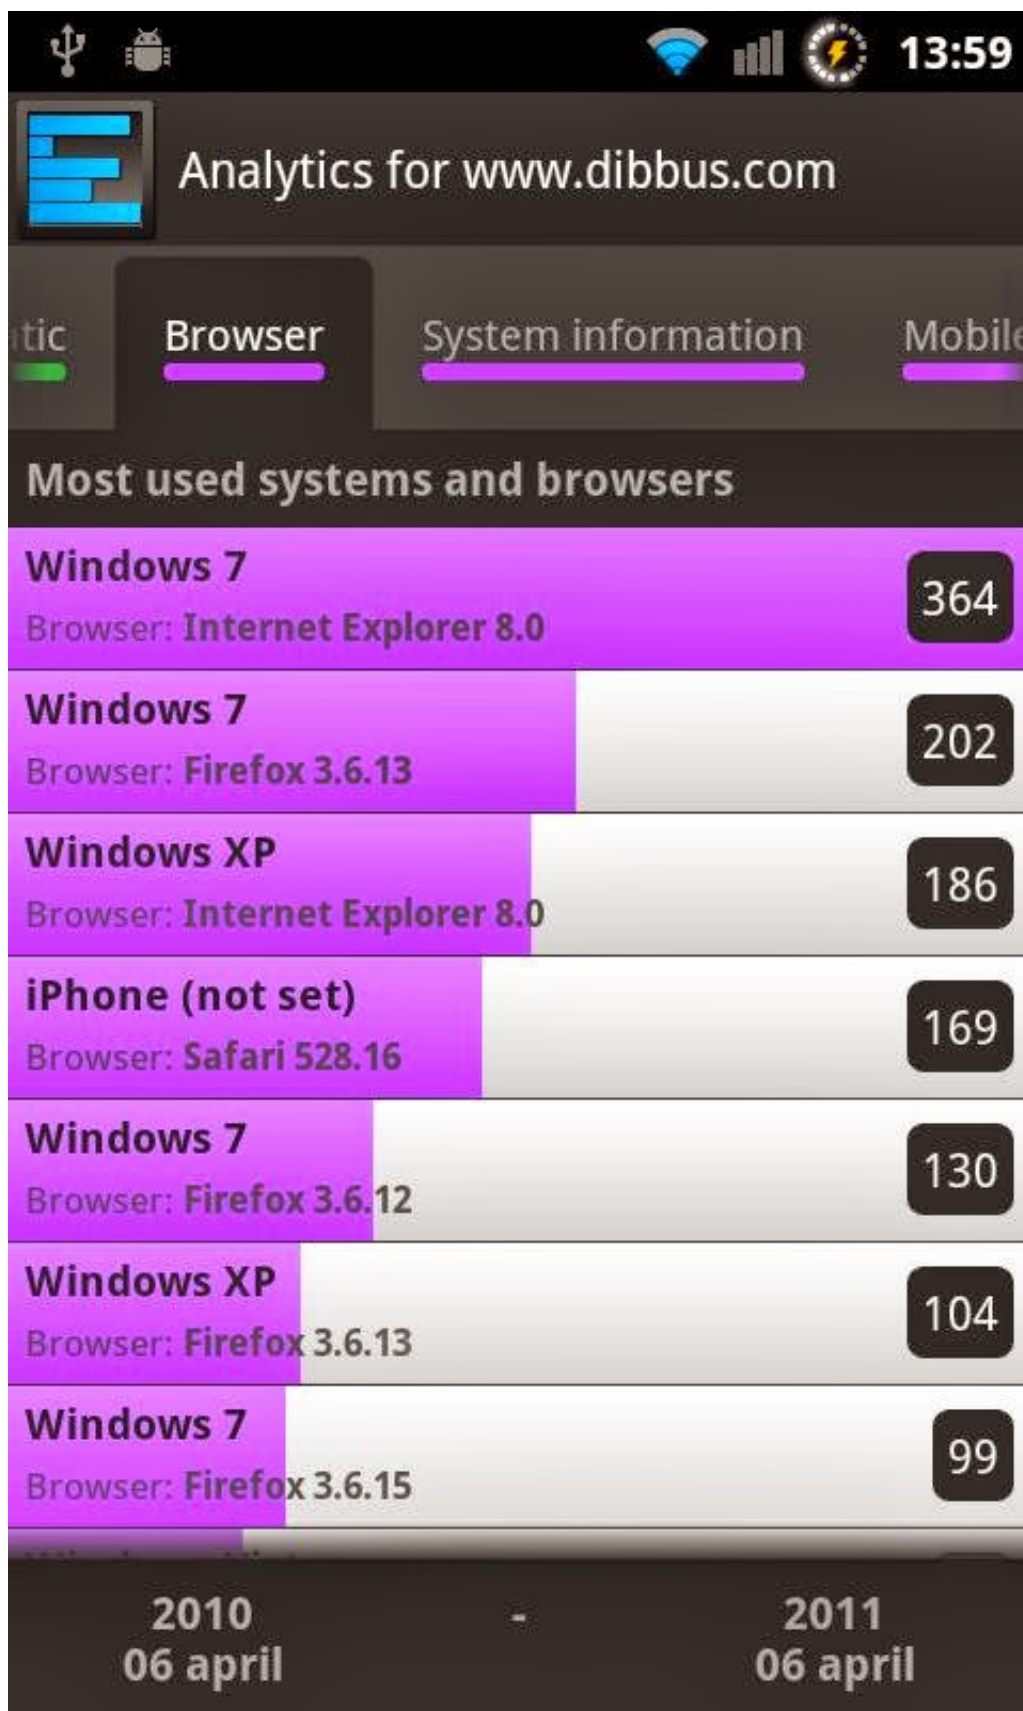 13:59
Analytics for www.dibbus.com
tic Browser System information Mobile
Most used systems and browsers
Windows 7
364
Browser: Internet Explorer 8.0
Windows 7
202
Browser: Firefox 3.6.13
Windows XP
186
Browser: Internet Explorer 8.0
iPhone (not set)
169
Browser: Safari 528.16
Windows 7
130
Browser: Firefox 3.6.12
Windows XP
104
Browser: Firefox 3.6.13
Windows 7
99
Browser: Firefox 3.6.15
2010 - 2011
06 april 06 april